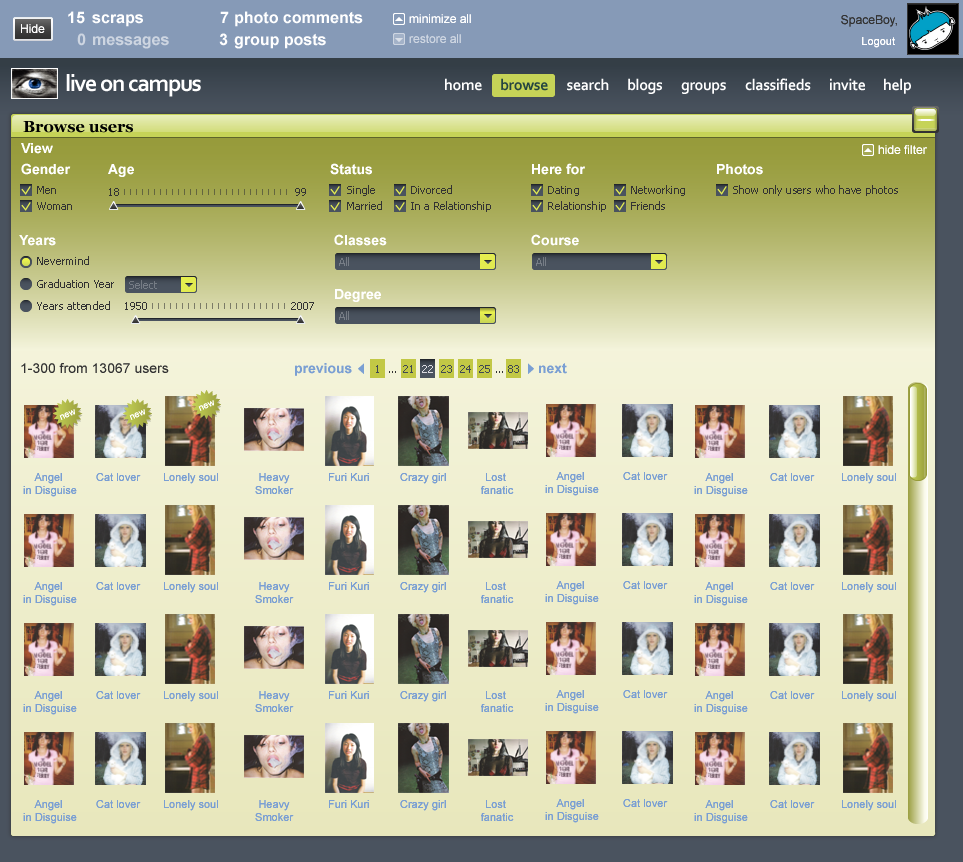 Hide
15 scraps
0 messages
7 photo comments
3 group posts
minimize all
restore all
SpaceBoy,
Logout
live on campus
home browse search blogs groups classifieds invite help
Browse users
View
hide filter
Gender Age Status Here for Photos
Men 18 99 Single Divorced Dating Networking Show only users who have photos
Woman Married In a Relationship Relationship Friends
Years Classes Course
Nevermind All All
Graduation Year Select
Degree
Years attended 1950 2007
All
1-300 from 13067 users previous 1 ... 21 22 23 24 25 ... 83 next
new new new
Angel Cat lover Lonely soul Heavy Furi Kuri Crazy girl Lost Angel Cat lover Angel Cat lover Lonely soul
in Disguise Smoker fanatic in Disguise in Disguise
Angel Cat lover Lonely soul Heavy Furi Kuri Crazy girl Lost Angel Cat lover Angel Cat lover Lonely soul
in Disguise Smoker fanatic in Disguise in Disguise
Angel Cat lover Lonely soul Heavy Furi Kuri Crazy girl Lost Angel Cat lover Angel Cat lover Lonely soul
in Disguise Smoker fanatic in Disguise in Disguise
Angel Cat lover Lonely soul Heavy Furi Kuri Crazy girl Lost Angel Cat lover Angel Cat lover Lonely soul
in Disguise Smoker fanatic in Disguise in Disguise